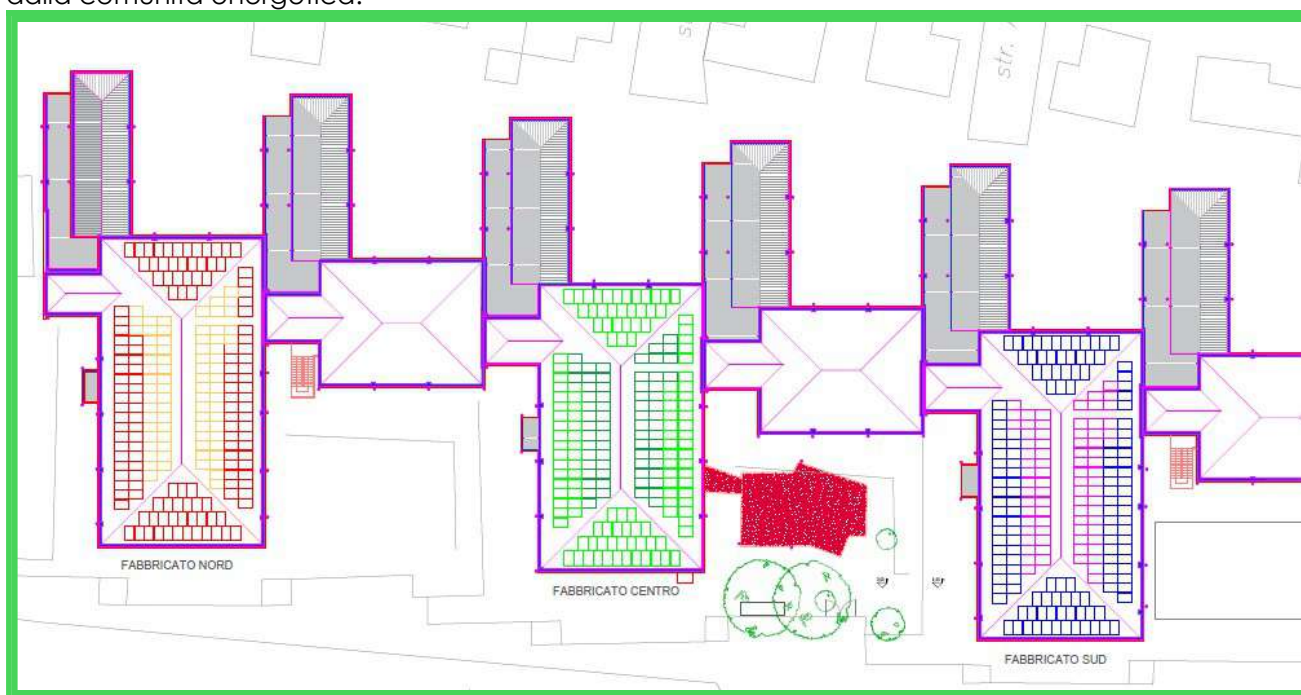 dalla comunità energetica.
str.
FABBRICATO NORD
FABBRICATO CENTRO
FABBRICATO SUD